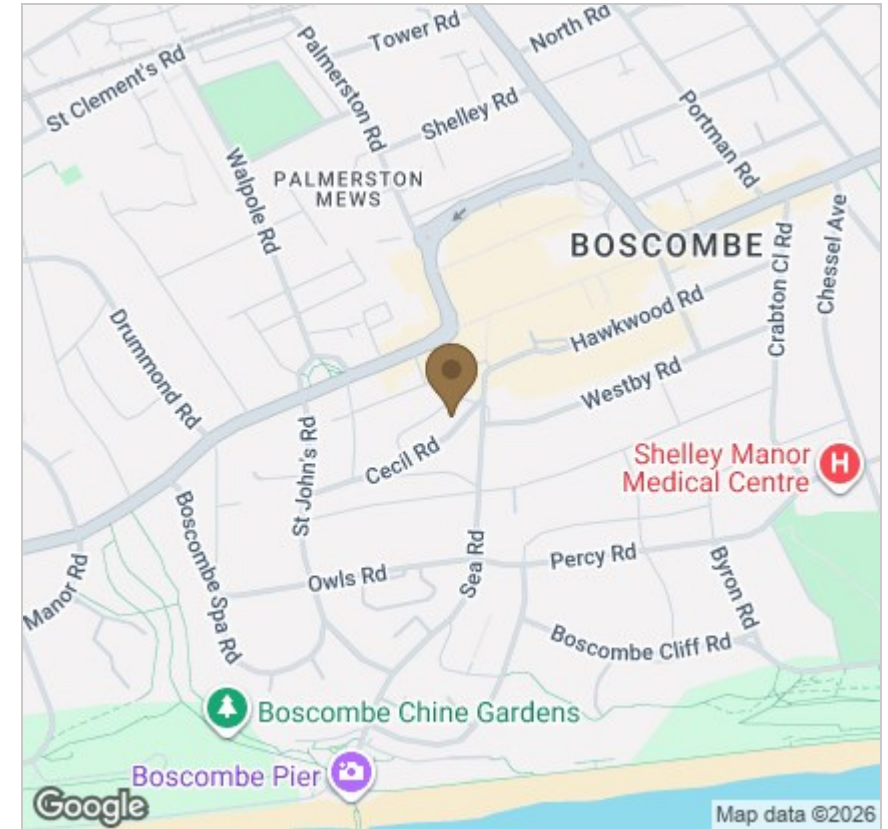 Tower Rd
North Rd
St Clement's Rd
Palmerston Rd
Shelley Rd
Portman Rd
Walpole Rd
PALMERSTON
MEWS
BOSCOMBE
Chessel Ave
Crabton Cl Rd
Hawkwood Rd
Drummond Rd
Westby Rd
St John's Rd
Cecil Rd
Shelley Manor
Medical Centre
H
Boscombe Spa Rd
Sea Rd
Percy Rd
Manor Rd
Owls Rd
Byron Rd
Boscombe Cliff Rd
Boscombe Chine Gardens
Boscombe Pier
Google
Map data ©2026